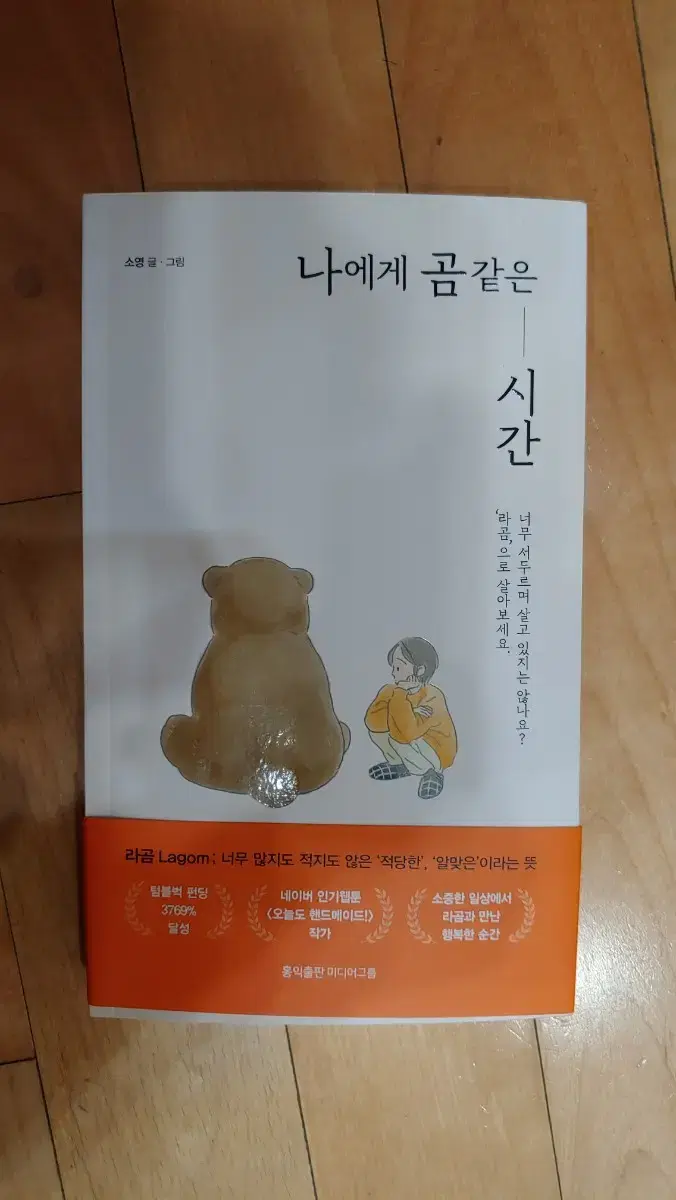 소영 글·그림
나에게 곰 같은
시간
너무 서두르며 살고 있지는 않나요?
'라곰'으로 살아보세요.
라곰 Lagom ; 너무 많지도 적지도 않은 '적당한', '알맞은'이라는 뜻
텀블벅 펀딩
3769%
달성
네이버 인기웹툰
<오늘도 핸드메이드!>
작가
소중한 일상에서
라곰과 만난
행복한 순간
홍익출판 미디어그룹